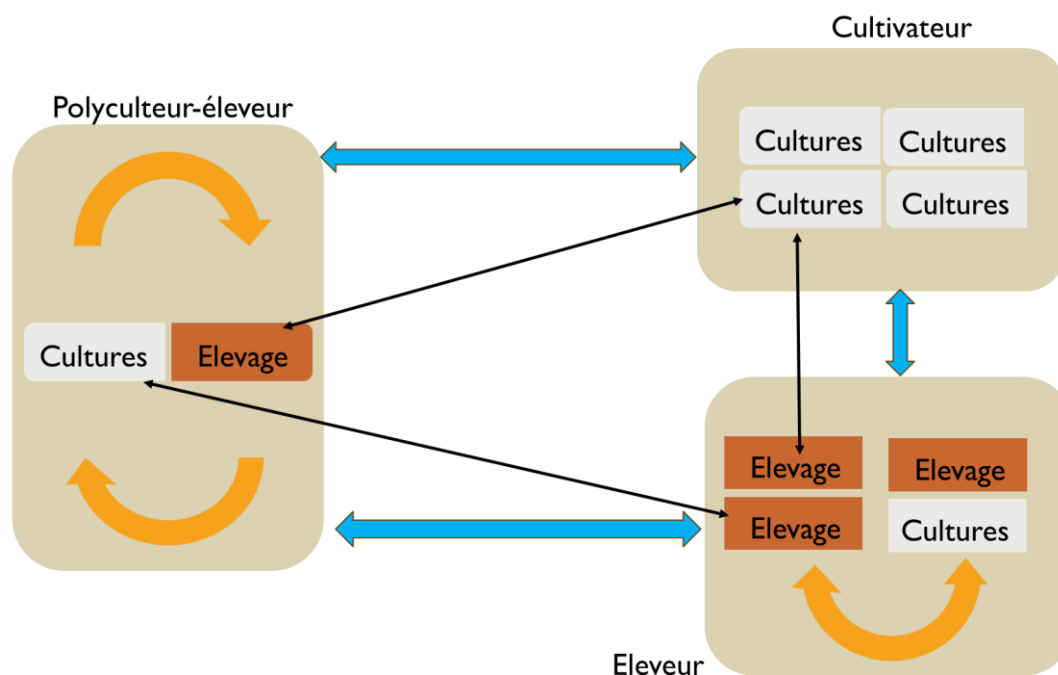 Cultivateur
Polyculteur-éleveur
Cultures Cultures
Cultures Cultures
Cultures Elevage
Elevage Elevage
Elevage Cultures
Eleveur